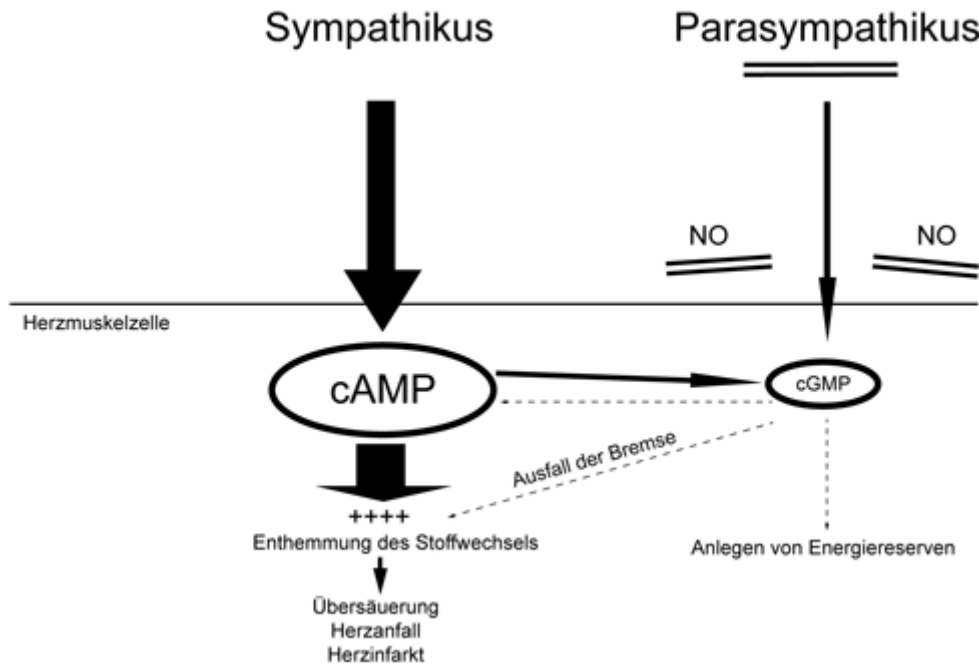 Sympathikus
Parasympathikus
NO
NO
Herzmuskelzelle
cAMP
cGMP
Ausfall der Bremse
++++
Enthemmung des Stoffwechsels
Anlegen von Energiereserven
Übersäuerung
Herzanfall
Herzinfarkt